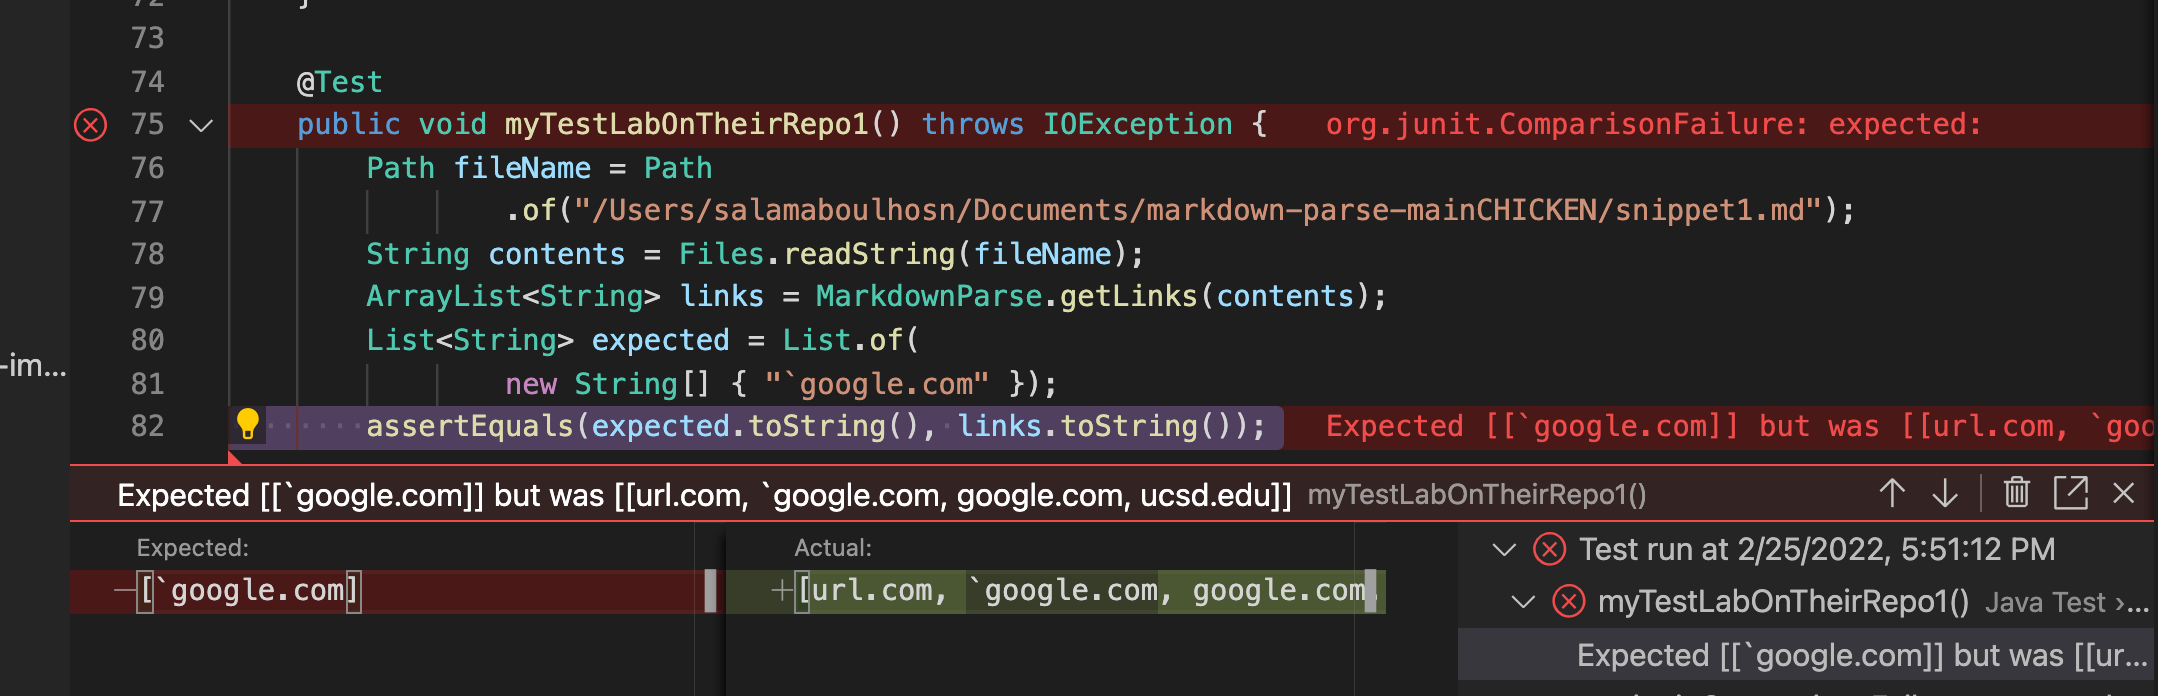 72 }
73
74 @Test
75 public void myTestLabOnTheirRepo1() throws IOException { org.junit.ComparisonFailure: expected:
76 Path fileName = Path
77 .of("/Users/salamaboulhosn/Documents/markdown-parse-mainCHICKEN/snippet1.md");
78 String contents = Files.readString(fileName);
79 ArrayList<String> links = MarkdownParse.getLinks(contents);
80 List<String> expected = List.of(
-im...
81 new String[] { "`google.com" });
82 assertEquals(expected.toString(), links.toString()); Expected [[`google.com]] but was [[url.com, `goo
Expected [[`google.com]] but was [[url.com, `google.com, google.com, ucsd.edu]] myTestLabOnTheirRepo1()
Expected:
Actual:
—[`google.com]
+[url.com, `google.com, google.com,
Test run at 2/25/2022, 5:51:12 PM
myTestLabOnTheirRepo1() Java Test ›...
Expected [[`google.com]] but was [[ur...